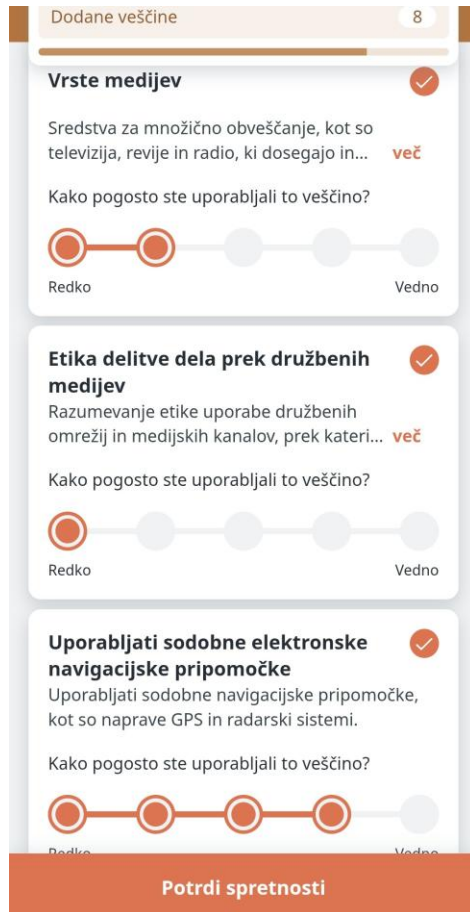 Dodane veščine 8
Vrste medijev
Sredstva za množično obveščanje, kot so
televizija, revije in radio, ki dosegajo in... več
Kako pogosto ste uporabljali to veščino?
Redko Vedno
Etika delitve dela prek družbenih
medijev
Razumevanje etike uporabe družbenih
omrežij in medijskih kanalov, prek kateri... več
Kako pogosto ste uporabljali to veščino?
Redko Vedno
Uporabljati sodobne elektronske
navigacijske pripomočke
Uporabljati sodobne navigacijske pripomočke,
kot so naprave GPS in radarski sistemi.
Kako pogosto ste uporabljali to veščino?
Redko Vedno
Potrdi spretnosti